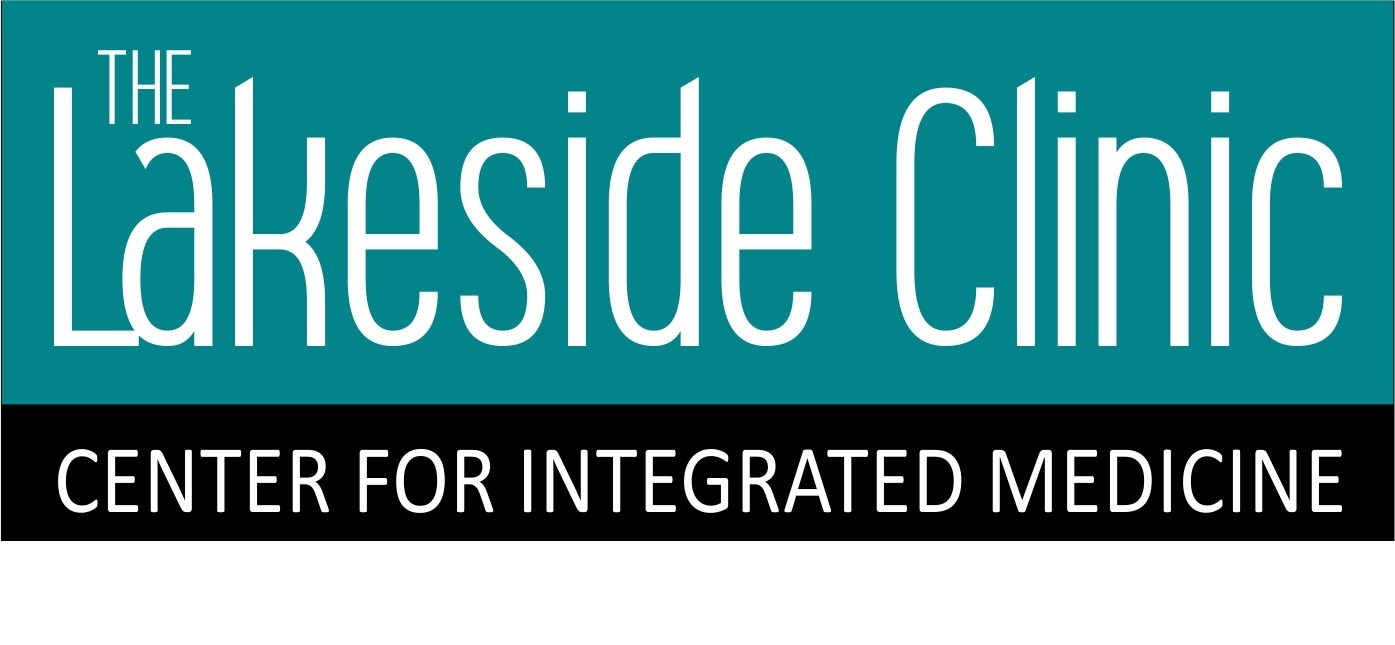 THE
Lakeside Clinic
CENTER FOR INTEGRATED MEDICINE